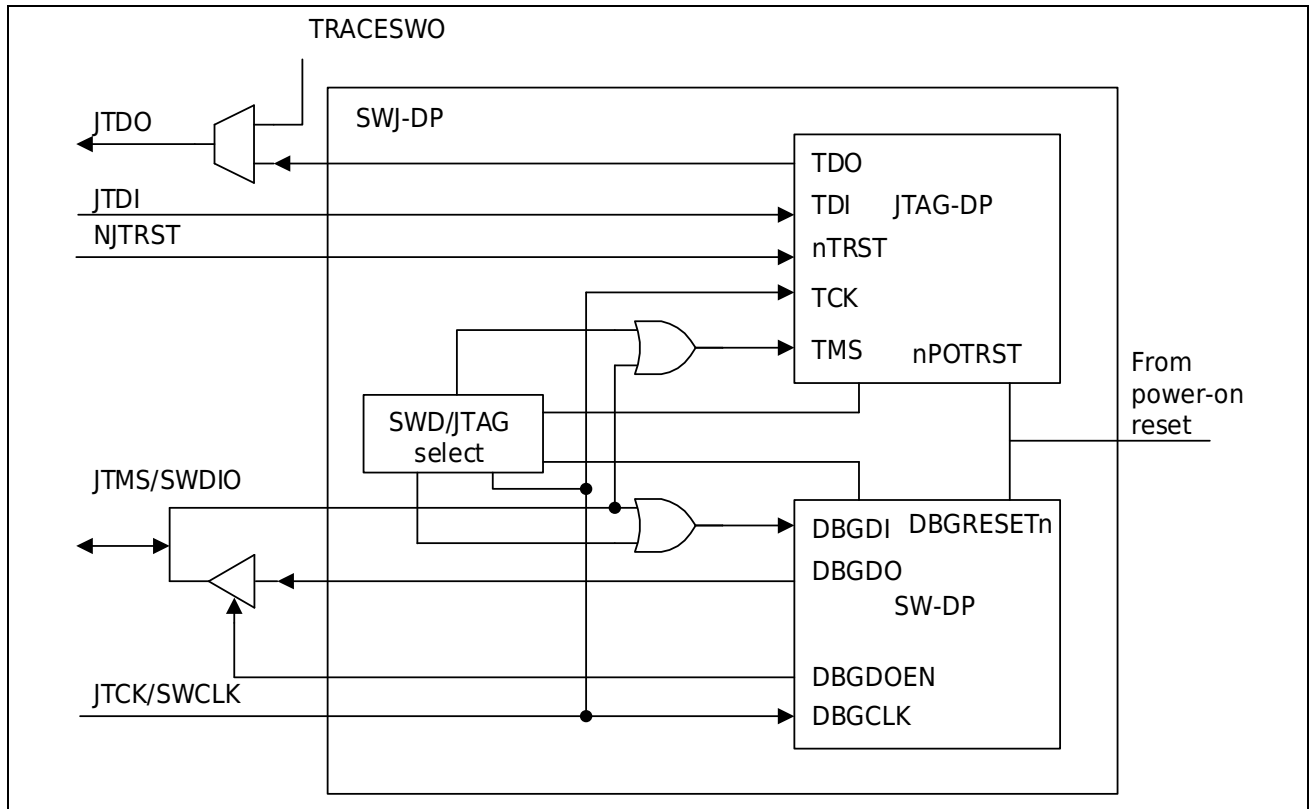 TRACESWO
SWJ-DP
JTDO
TDO
JTDI
TDI JTAG-DP
NJTRST
nTRST
TCK
TMS nPOTRST
From
power-on
reset
SWD/JTAG
select
JTMS/SWDIO
DBGDI DBGRESETn
DBGDO
SW-DP
DBGDOEN
JTCK/SWCLK
DBGCLK